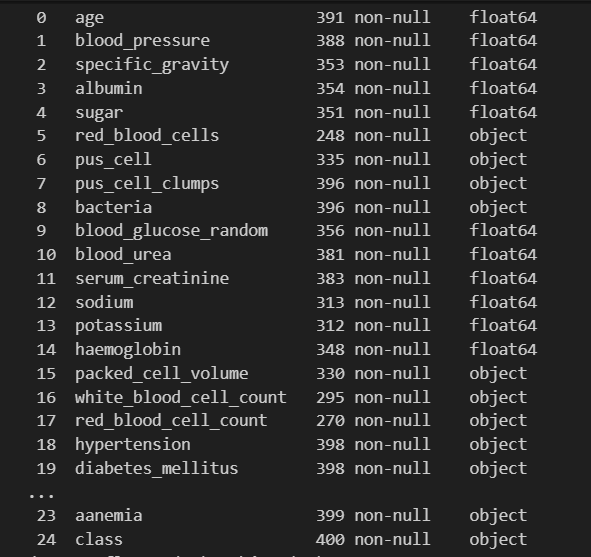 0 age 391 non-null float64
1 blood_pressure 388 non-null float64
2 specific_gravity 353 non-null float64
3 albumin 354 non-null float64
4 sugar 351 non-null float64
5 red_blood_cells 248 non-null object
6 pus_cell 335 non-null object
7 pus_cell_clumps 396 non-null object
8 bacteria 396 non-null object
9 blood_glucose_random 356 non-null float64
10 blood_urea 381 non-null float64
11 serum_creatinine 383 non-null float64
12 sodium 313 non-null float64
13 potassium 312 non-null float64
14 haemoglobin 348 non-null float64
15 packed_cell_volume 330 non-null object
16 white_blood_cell_count 295 non-null object
17 red_blood_cell_count 270 non-null object
18 hypertension 398 non-null object
19 diabetes_mellitus 398 non-null object
...
23 aanemia 399 non-null object
24 class 400 non-null object